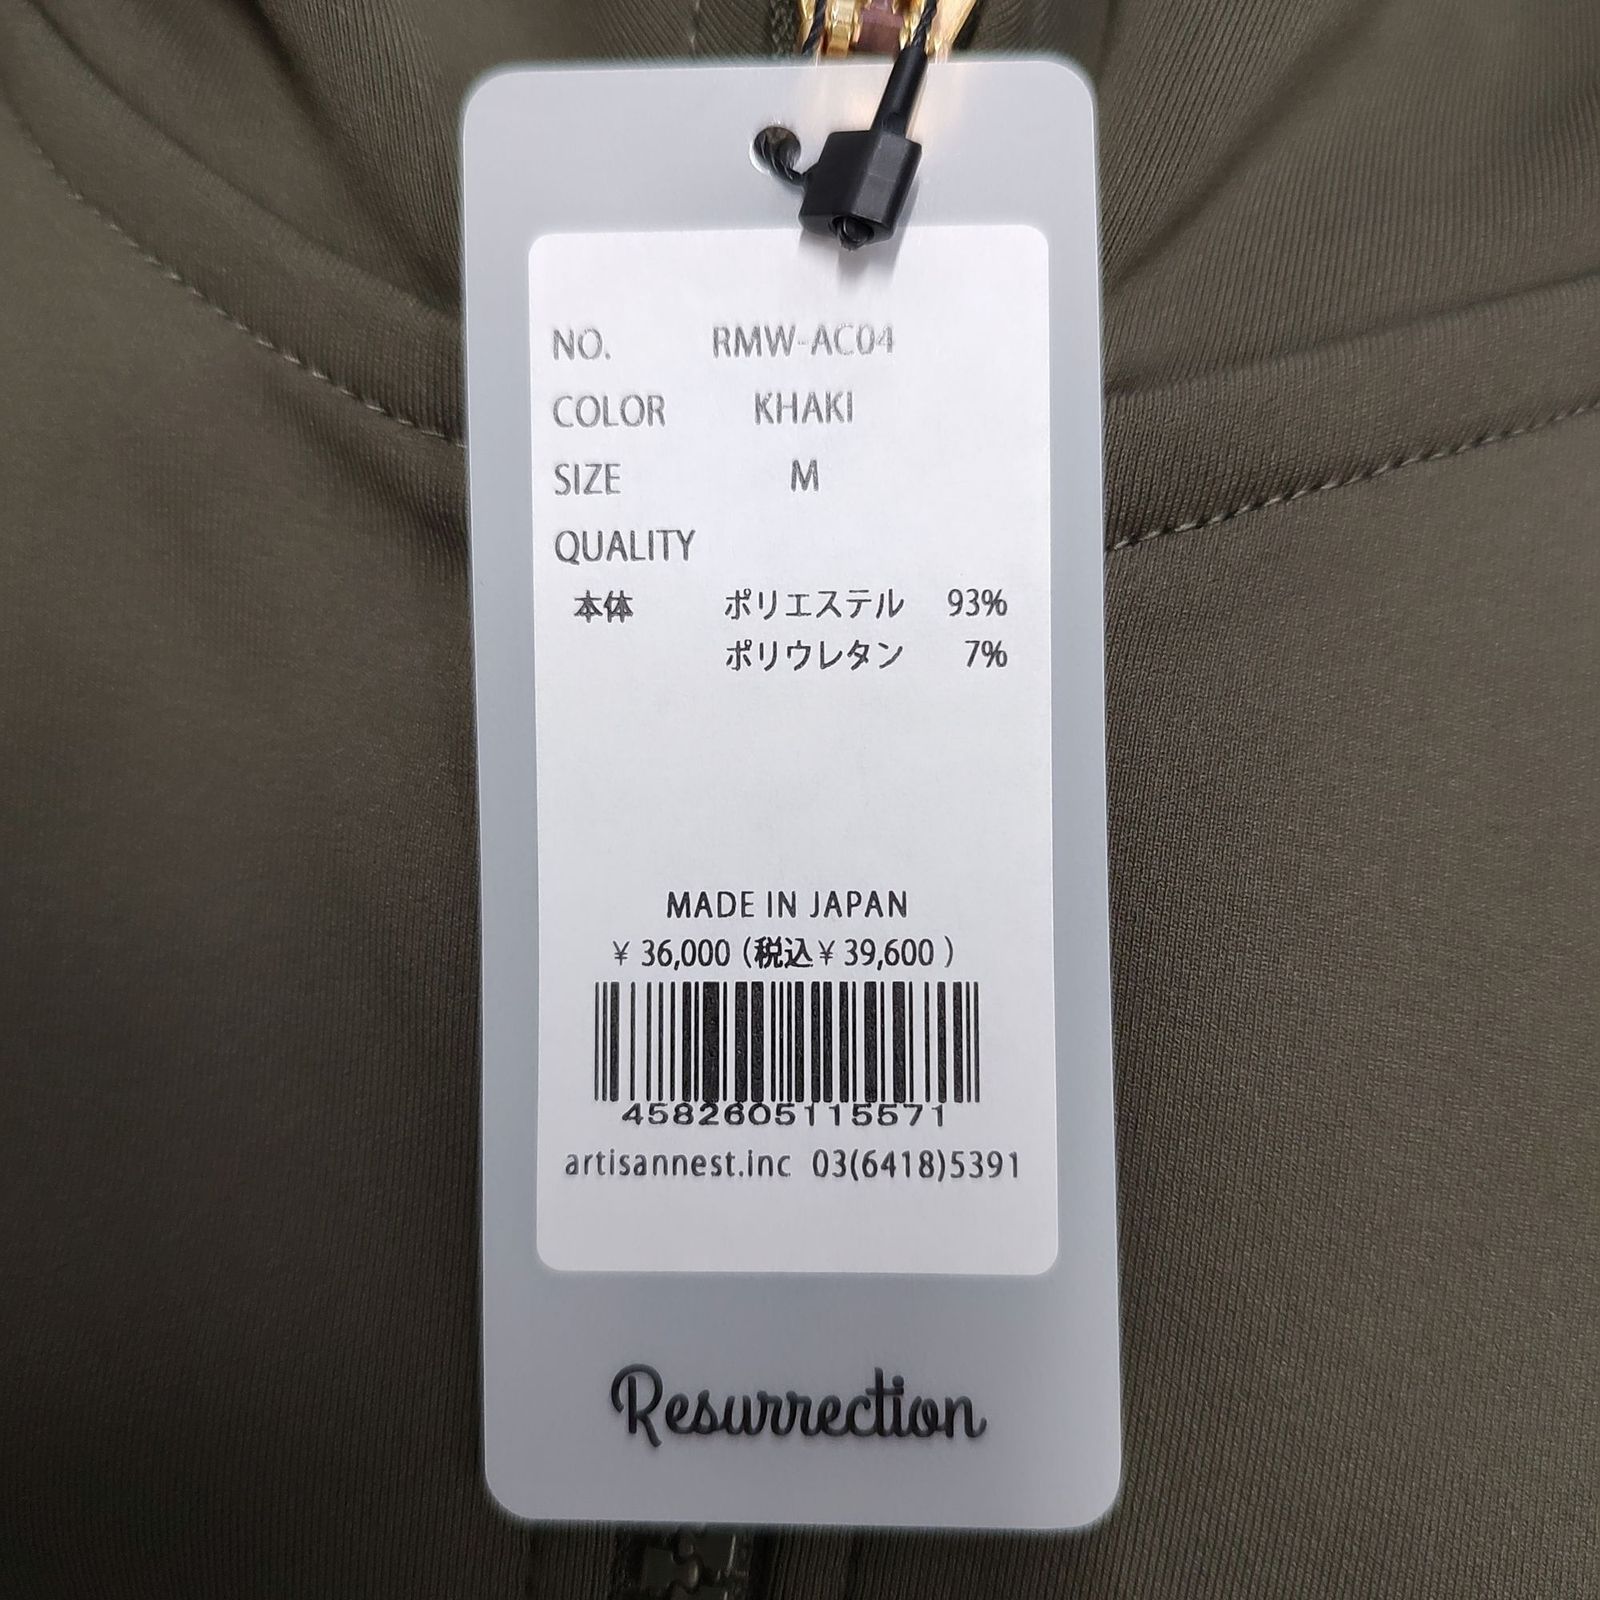 NO. RMW-AC04
COLOR KHAKI
SIZE M
QUALITY
本体 ポリエステル 93%
ポリウレタン 7%
MADE IN JAPAN
¥ 36,000 (税込¥ 39,600 )
4582605115571
artisannest.inc 03(6418)5391
Resurrection